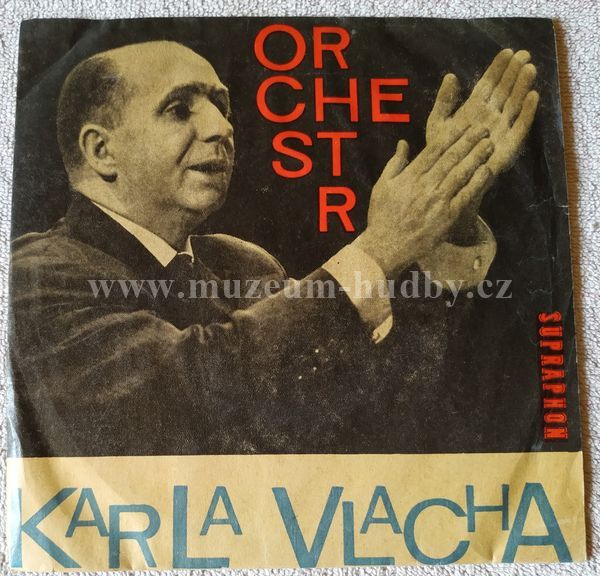 OR
CHE
ST
R
www.muzeum-hudby.cz
SUPRAPHON
KARLA VLACHA